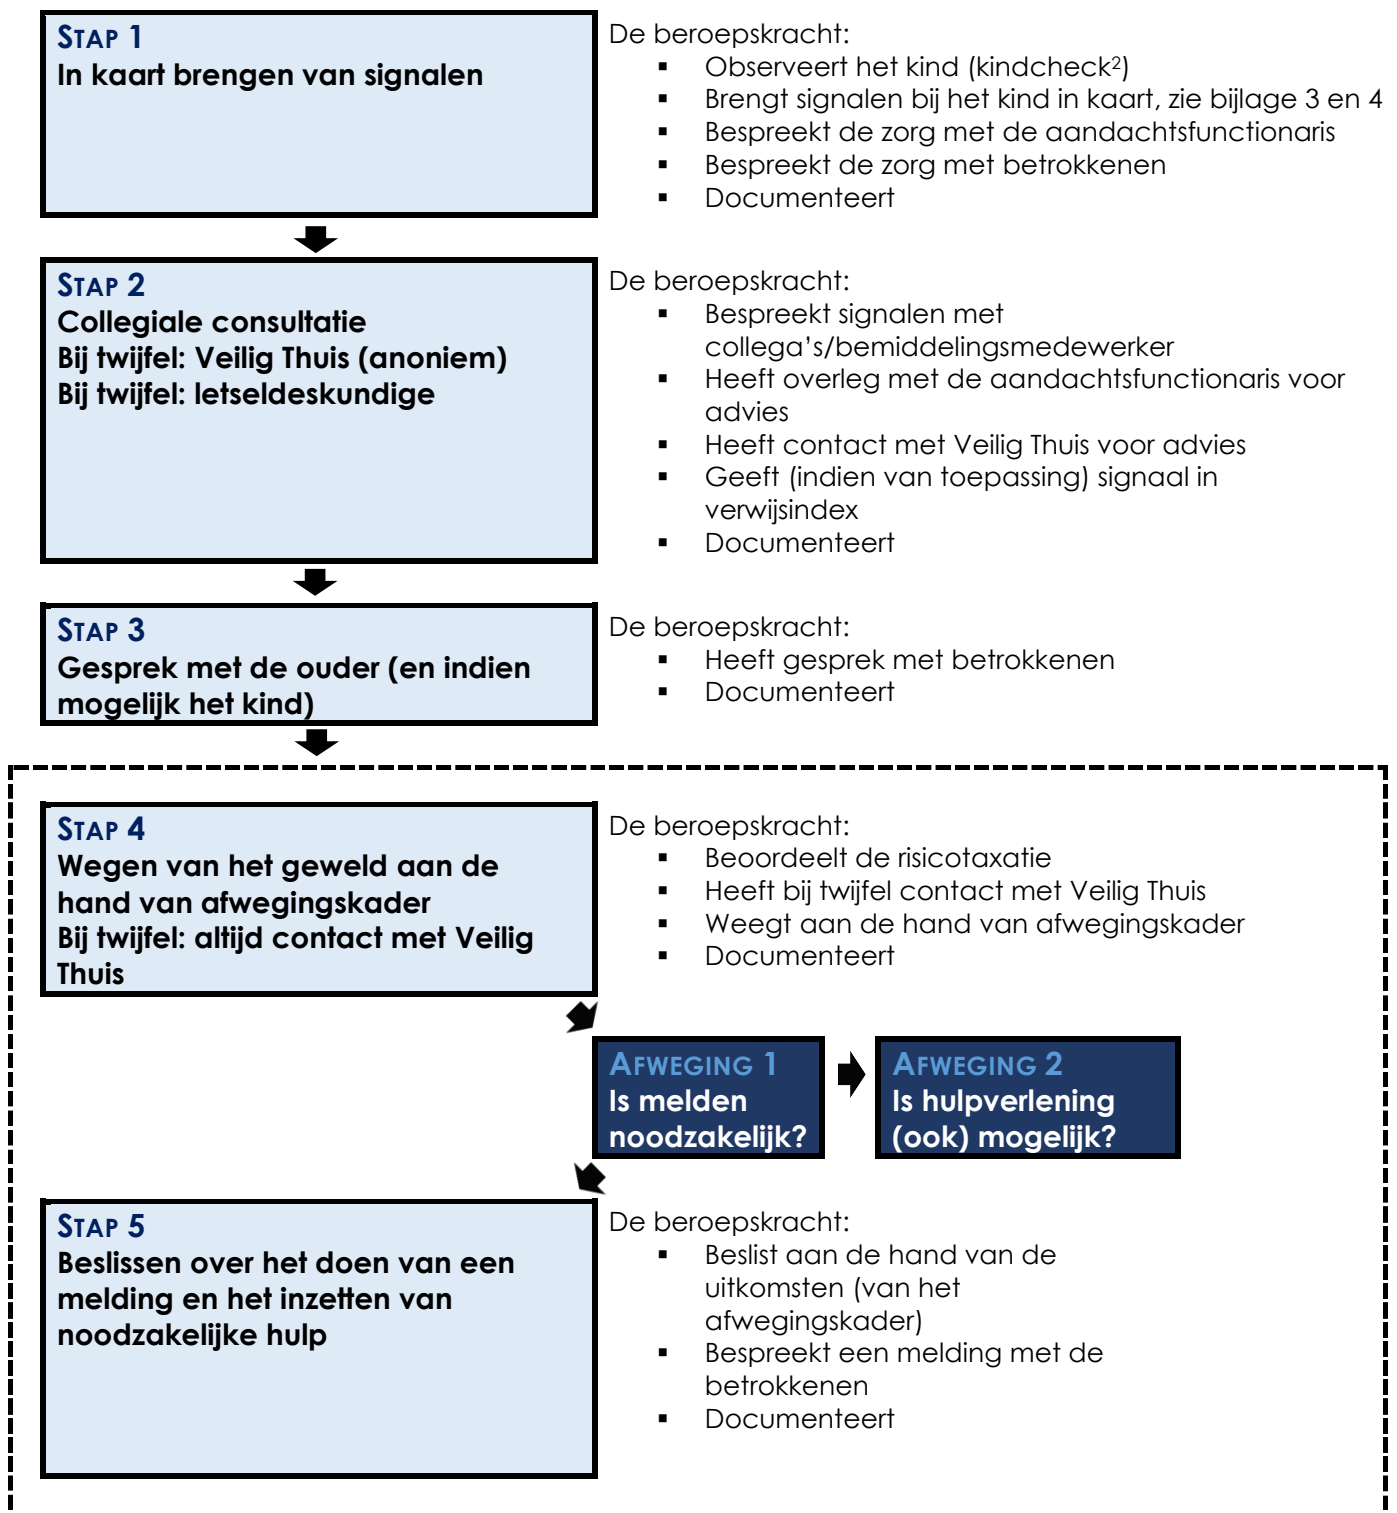 STAP 1
In kaart brengen van signalen
De beroepskracht:
▪ Observeert het kind (kindcheck²)
▪ Brengt signalen bij het kind in kaart, zie bijlage 3 en 4
▪ Bespreekt de zorg met de aandachtsfunctionaris
▪ Bespreekt de zorg met betrokkenen
▪ Documenteert
STAP 2
Collegiale consultatie
Bij twijfel: Veilig Thuis (anoniem)
Bij twijfel: letseldeskundige
De beroepskracht:
▪ Bespreekt signalen met
collega's/bemiddelingsmedewerker
▪ Heeft overleg met de aandachtsfunctionaris voor
advies
▪ Heeft contact met Veilig Thuis voor advies
▪ Geeft (indien van toepassing) signaal in
verwijsindex
▪ Documenteert
STAP 3
Gesprek met de ouder (en indien
mogelijk het kind)
De beroepskracht:
▪ Heeft gesprek met betrokkenen
▪ Documenteert
STAP 4
Wegen van het geweld aan de
hand van afwegingskader
Bij twijfel: altijd contact met Veilig
Thuis
De beroepskracht:
▪ Beoordeelt de risicotaxatie
▪ Heeft bij twijfel contact met Veilig Thuis
▪ Weegt aan de hand van afwegingskader
▪ Documenteert
AFWEGING 1
Is melden
noodzakelijk?
AFWEGING 2
Is hulpverlening
(ook) mogelijk?
STAP 5
Beslissen over het doen van een
melding en het inzetten van
noodzakelijke hulp
De beroepskracht:
▪ Beslist aan de hand van de
uitkomsten (van het
afwegingskader)
▪ Bespreekt een melding met de
betrokkenen
▪ Documenteert